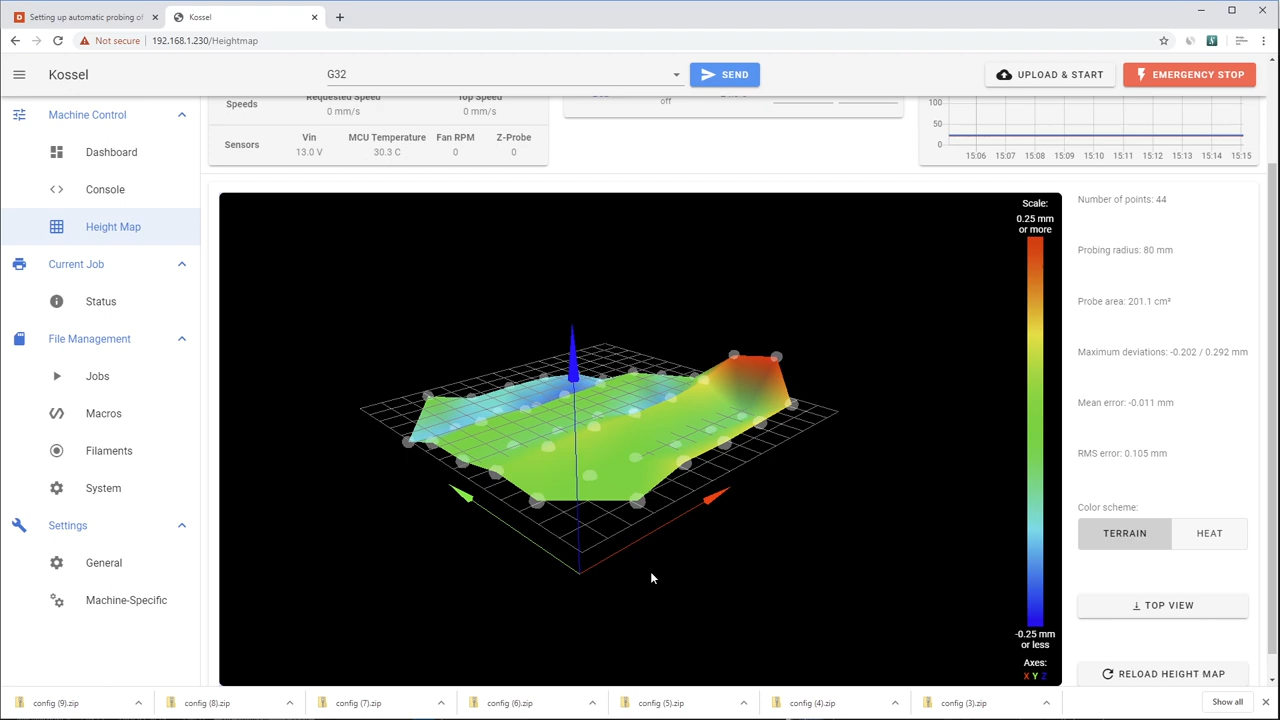 Setting up automatic probing of
Kossel
Not secure
192.168.1.230/Heightmap
Kossel
G32
SEND
UPLOAD & START
EMERGENCY STOP
Machine Control
Dashboard
Console
Height Map
Current Job
Status
File Management
Jobs
Macros
Filaments
System
Settings
General
Machine-Specific
Speeds
Requested Speed
Top Speed
0 mm/s
0 mm/s
Sensors
Vin
MCU Temperature
Fan RPM
Z-Probe
13.0 V
30.3 C
0
0
off
100
50
0
15:06 15:07 15:08 15:09 15:10 15:11 15:12 15:13 15:14 15:15
Scale:
0.25 mm
or more
-0.25 mm
or less
Axes:
X Y Z
Number of points: 44
Probing radius: 80 mm
Probe area: 201.1 cm²
Maximum deviations: -0.202 / 0.292 mm
Mean error: -0.011 mm
RMS error: 0.105 mm
Color scheme:
TERRAIN
HEAT
TOP VIEW
RELOAD HEIGHT MAP
config (9).zip
config (8).zip
config (7).zip
config (6).zip
config (5).zip
config (4).zip
config (3).zip
Show all